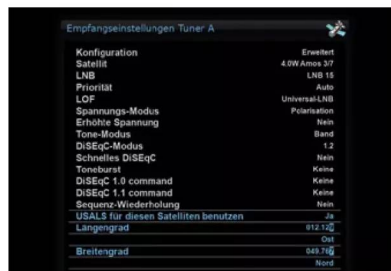 Empfangseinstellungen Tuner A
Konfiguration Erweitert
Satellit 4.0W Amos 3/7
LNB LNB 15
Priorität Auto
LOF Universal-LNB
Spannungs-Modus Polarisation
Erhöhte Spannung Nein
Tone-Modus Band
DiSEqC-Modus 1.2
Schnelles DiSEqC Nein
Toneburst Keine
DiSEqC 1.0 command Keine
DiSEqC 1.1 command Keine
Sequenz-Wiederholung Nein
USALS für diesen Satelliten benutzen Ja
Längengrad 012.120
Ost
Breitengrad 049.767
Nord